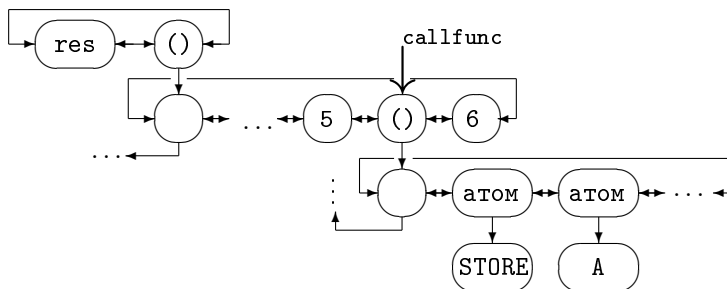 callfunc
res ()
... 5 () 6
...
... атом атом ...
STORE A